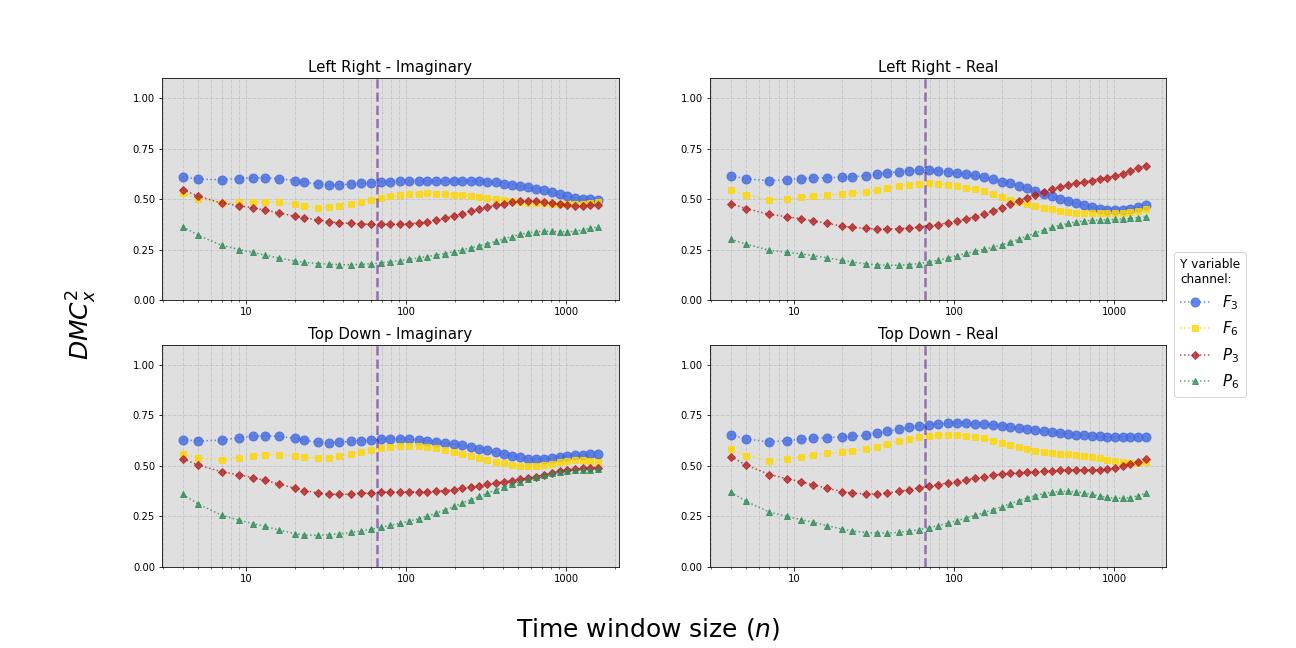 Left Right - Imaginary
1.00
0.75
0.50
0.25
0.00
10
100
1000
Left Right - Real
1.00
0.75
0.50
0.25
0.00
10
100
1000
Top Down - Imaginary
1.00
0.75
0.50
0.25
0.00
10
100
1000
Top Down - Real
1.00
0.75
0.50
0.25
0.00
10
100
1000
DMC²ₓ
Time window size (n)
Y variable
channel:
F₃
F₆
P₃
P₆